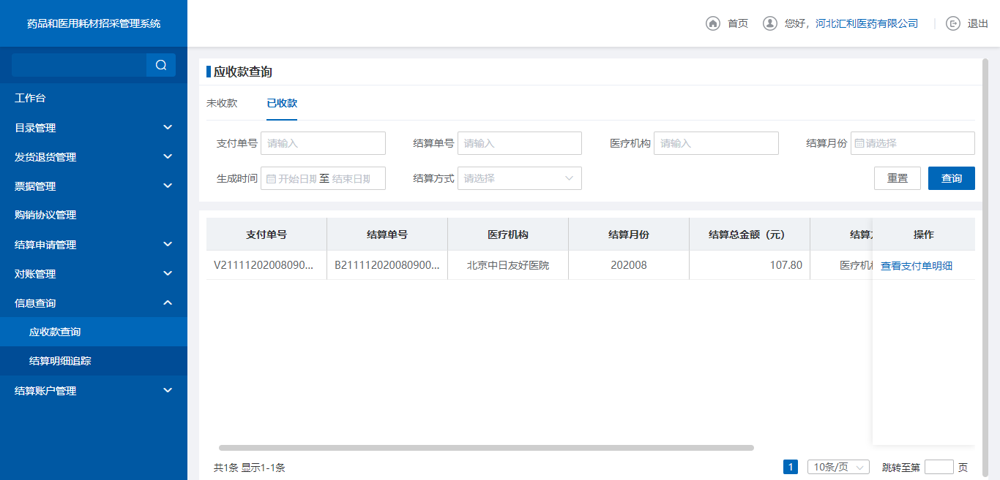 药品和医用耗材招采管理系统
首页 您好，河北汇利医药有限公司 退出
工作台
目录管理
发货退货管理
票据管理
购销协议管理
结算申请管理
对账管理
信息查询
应收款查询
结算明细追踪
结算账户管理
应收款查询
未收款 已收款
支付单号 请输入 结算单号 请输入 医疗机构 请输入 结算月份 请选择
生成时间 开始日期 至 结束日期 结算方式 请选择 重置 查询
支付单号 结算单号 医疗机构 结算月份 结算总金额（元） 结算 操作
V21111202008090... B211112020080900... 北京中日友好医院 202008 107.80 医疗机 查看支付单明细
共1条 显示1-1条 1 10条/页 跳转至第 页